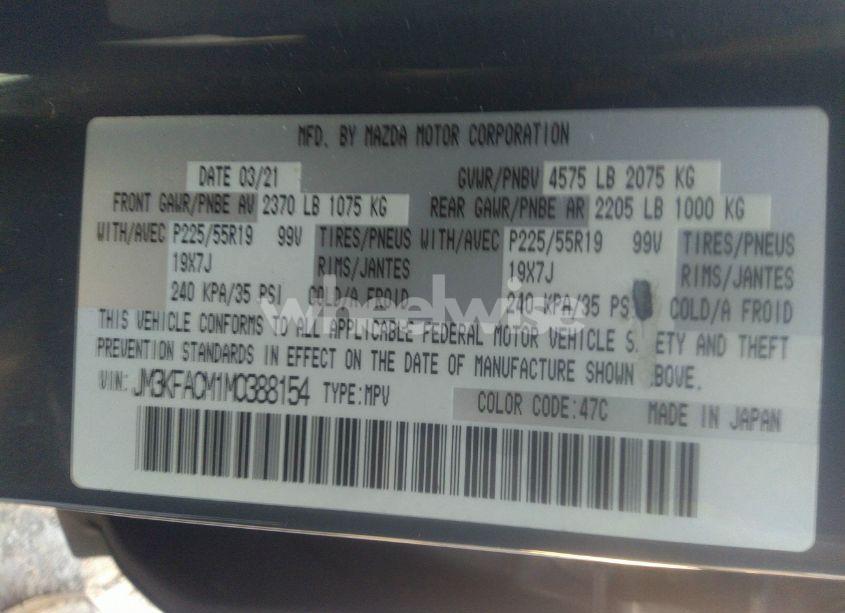 MFD. BY MAZDA MOTOR CORPORATION
DATE 03/21 GVWR/PNBV 4575 LB 2075 KG
FRONT GAWR/PNBE AV 2370 LB 1075 KG REAR GAWR/PNBE AR 2205 LB 1000 KG
WITH/AVEC P225/55R19 99V TIRES/PNEUS WITH/AVEC P225/55R19 99V TIRES/PNEUS
19X7J RIMS/JANTES 19X7J RIMS/JANTES
240 KPA/35 PSI COLD/A FROID 240 KPA/35 PS COLD/A FROID
wheelwise
THIS VEHICLE CONFORMS TO ALL APPLICABLE FEDERAL MOTOR VEHICLE S ETY AND THEFT
PREVENTION STANDARDS IN EFFECT ON THE DATE OF MANUFACTURE SHOWN BOVE.
VIN: JM3KFACM1M0388154 TYPE:MPV COLOR CODE:47C MADE IN JAPAN